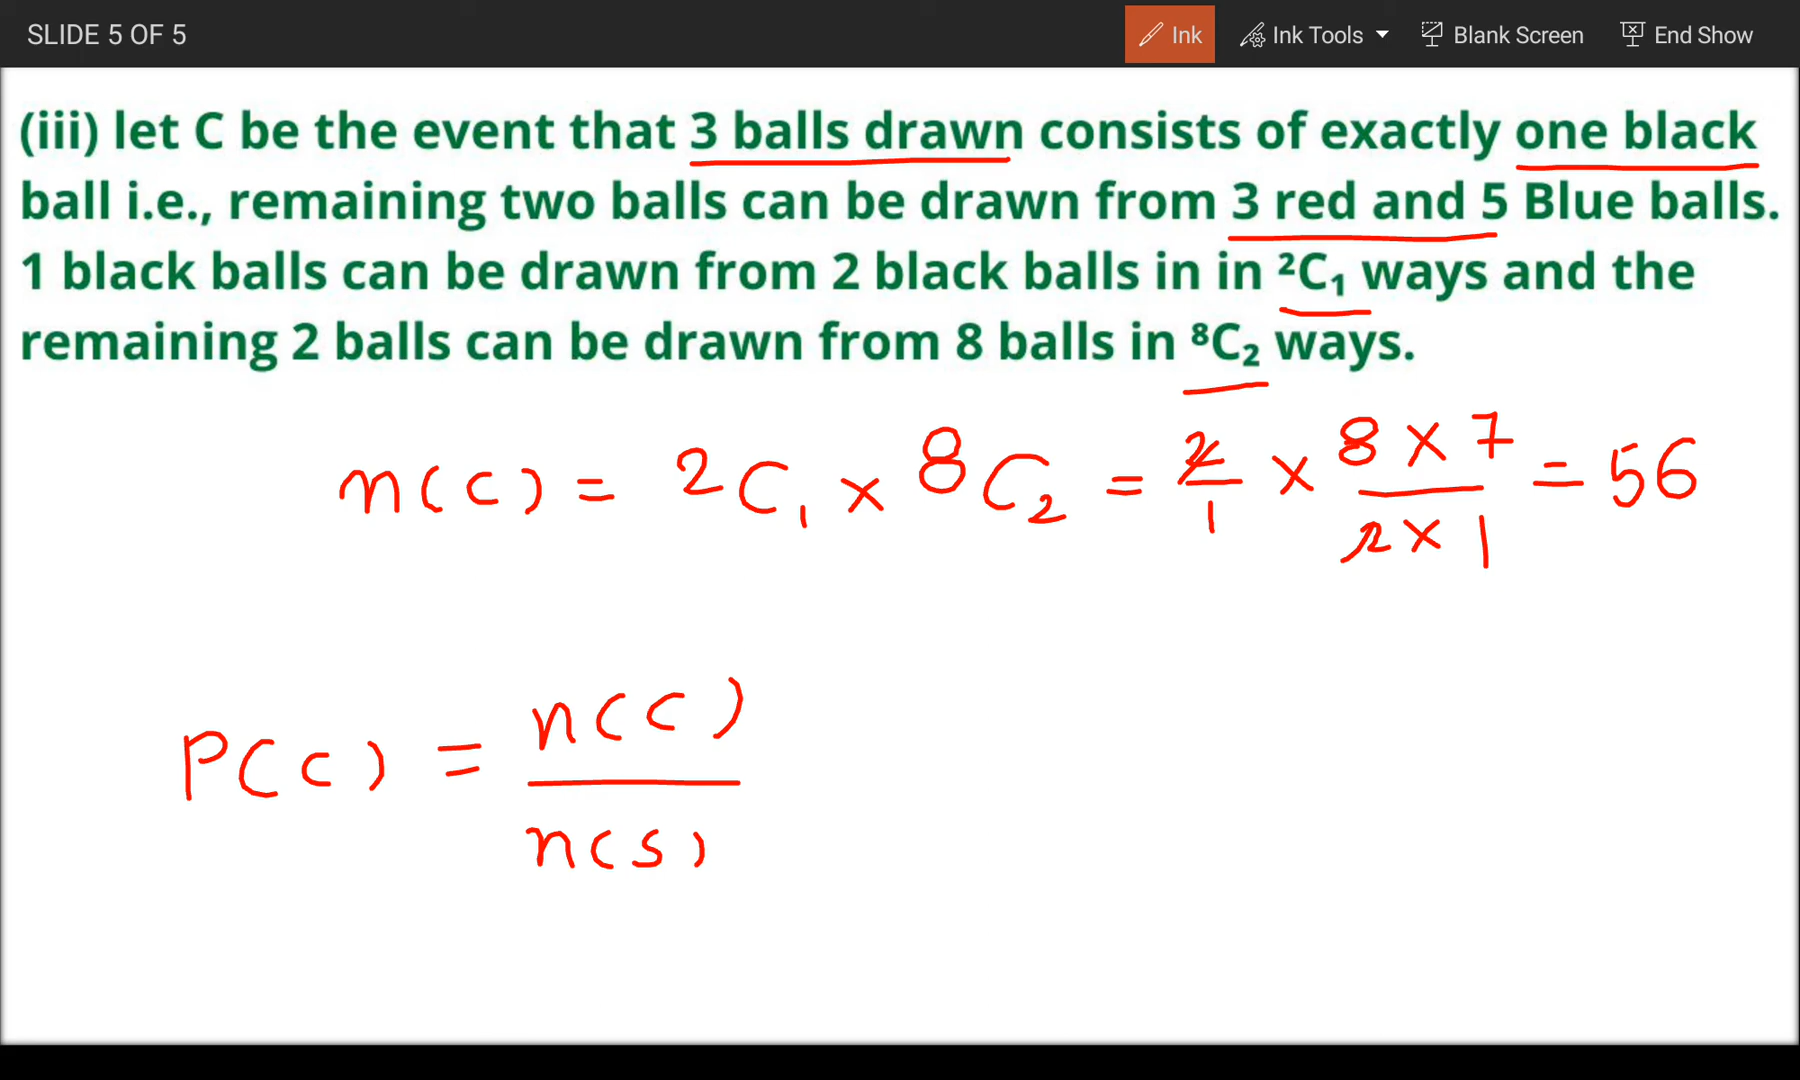 SLIDE 5 OF 5 Ink Ink Tools Blank Screen End Show
(iii) let C be the event that 3 balls drawn consists of exactly one black
ball i.e., remaining two balls can be drawn from 3 red and 5 Blue balls.
1 black balls can be drawn from 2 black balls in in ²C₁ ways and the
remaining 2 balls can be drawn from 8 balls in ⁸C₂ ways.
n(c) = 2C₁ × 8C₂ = 2/1 × 8×7/2×1 = 56
P(c) = n(c)/n(s)